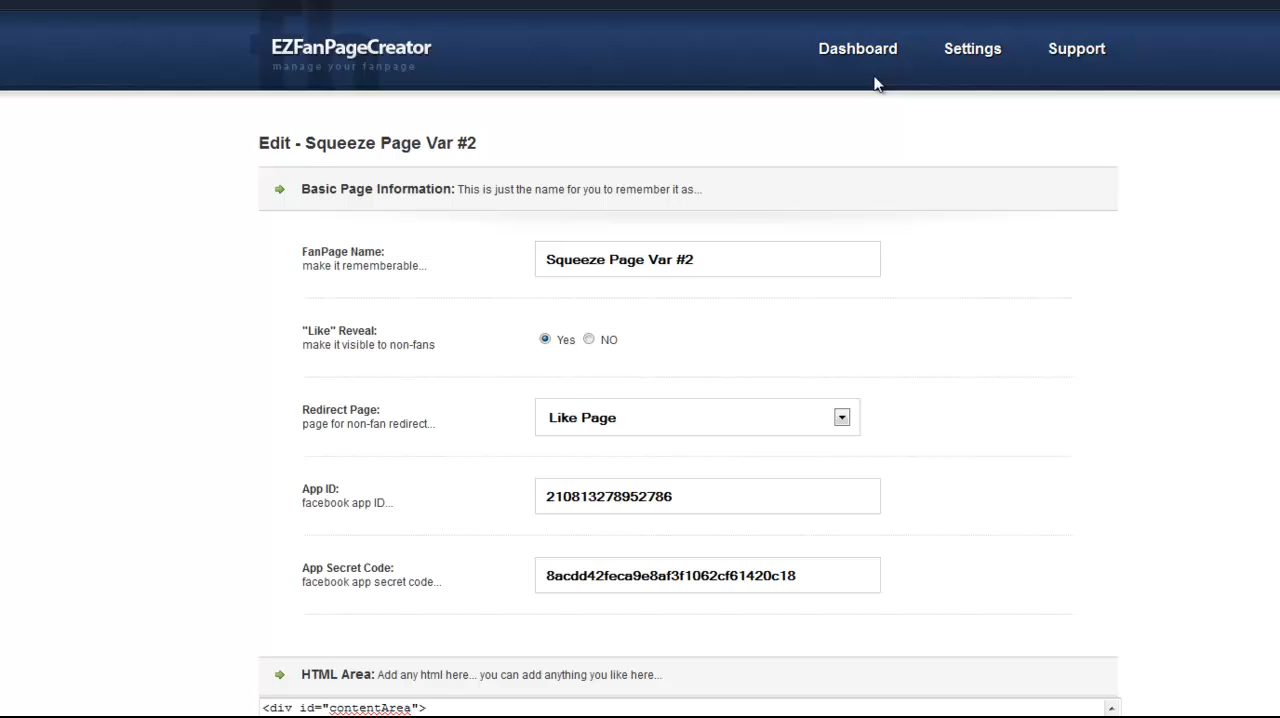 EZFanPageCreator
manage your fanpage
Dashboard Settings Support
Edit - Squeeze Page Var #2
Basic Page Information: This is just the name for you to remember it as...
FanPage Name:
make it rememberable...
Squeeze Page Var #2
"Like" Reveal:
make it visible to non-fans
Yes NO
Redirect Page:
page for non-fan redirect...
Like Page
App ID:
facebook app ID...
210813278952786
App Secret Code:
facebook app secret code...
8acdd42feca9e8af3f1062cf61420c18
HTML Area: Add any html here... you can add anything you like here...
<div id="contentArea">